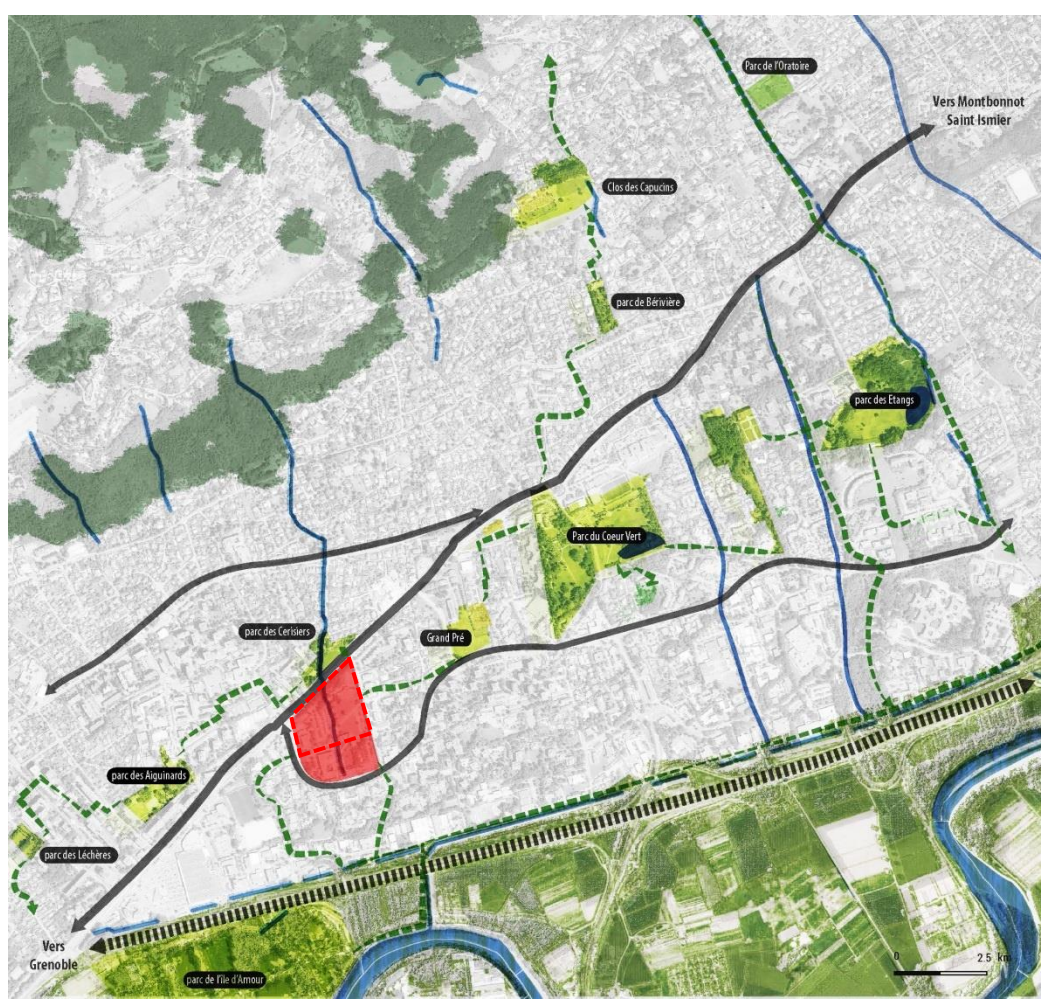 Parc de l'Oratoire
Vers Montbonnot
Saint-Ismier
Clos des Capucins
parc de Bérivière
parc des Etangs
Parc du Coeur Vert
parc des Cerisiers
Grand Pré
parc des Aiguinards
parc des Léchères
Vers
Grenoble
parc de l'île d'Amour
0 2.5 km